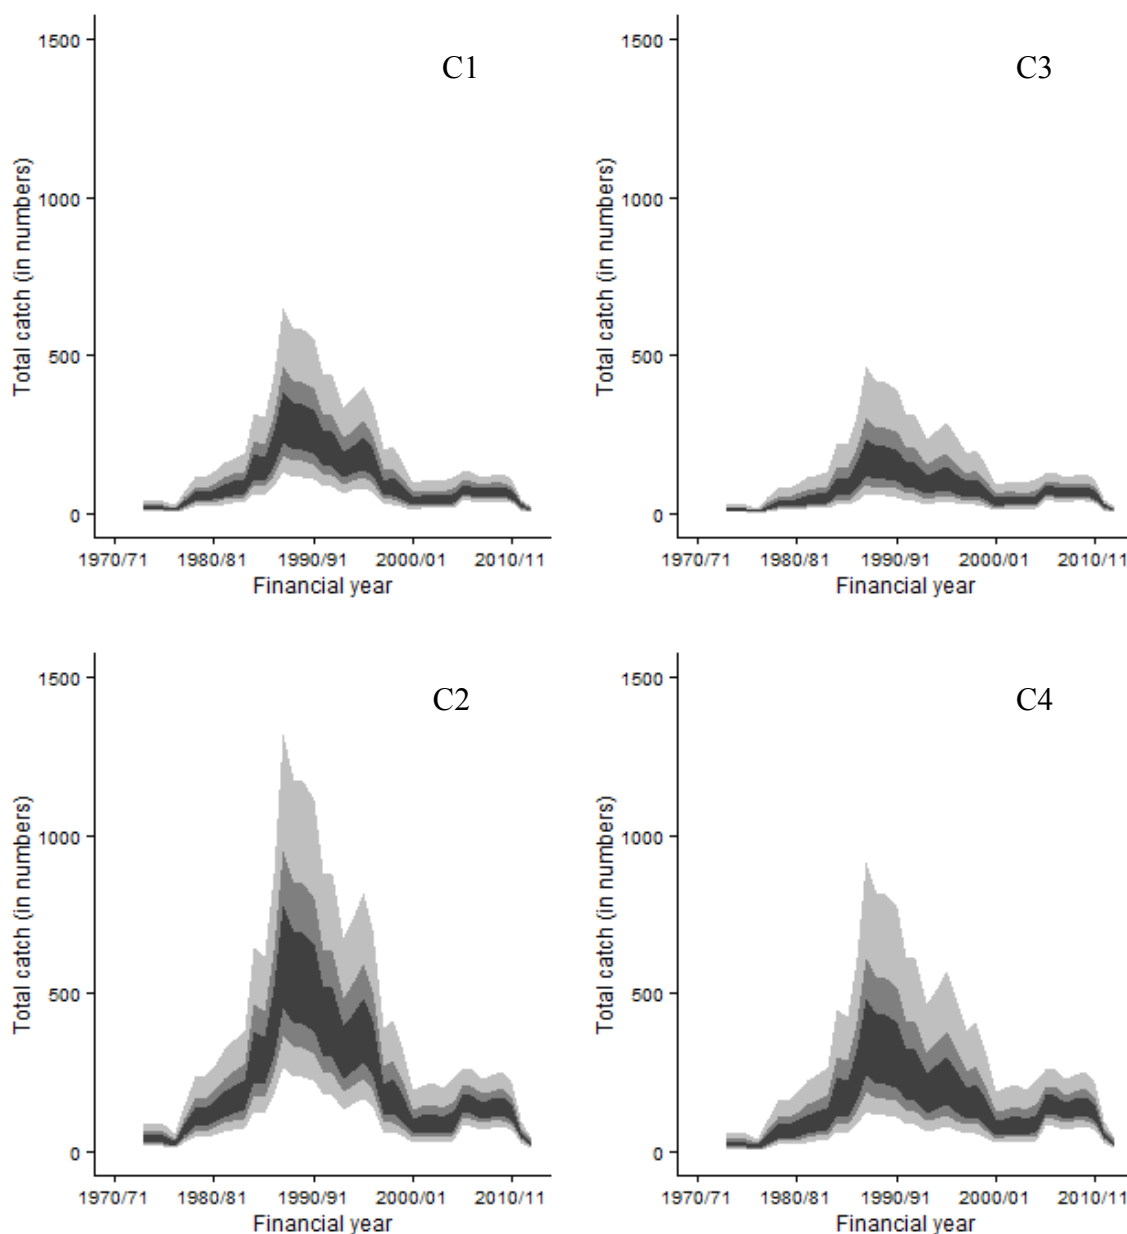 C1
1500
1000
500
0
Total catch (in numbers)
1970/71 1980/81 1990/91 2000/01 2010/11
Financial year
C3
1500
1000
500
0
Total catch (in numbers)
1970/71 1980/81 1990/91 2000/01 2010/11
Financial year
C2
1500
1000
500
0
Total catch (in numbers)
1970/71 1980/81 1990/91 2000/01 2010/11
Financial year
C4
1500
1000
500
0
Total catch (in numbers)
1970/71 1980/81 1990/91 2000/01 2010/11
Financial year